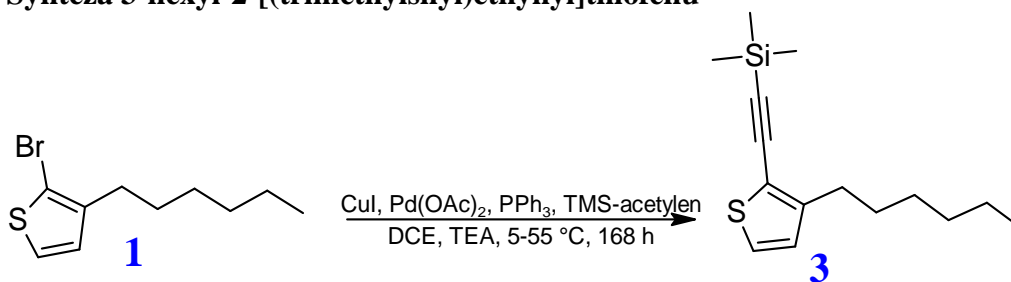 Syntéza 3-hexyl-2-[(trimethylsilyl)ethynyl]thiofenu
Si
Br
S
CuI, Pd(OAc)₂, PPh₃, TMS-acetylen
DCE, TEA, 5-55 °C, 168 h
S
1
3